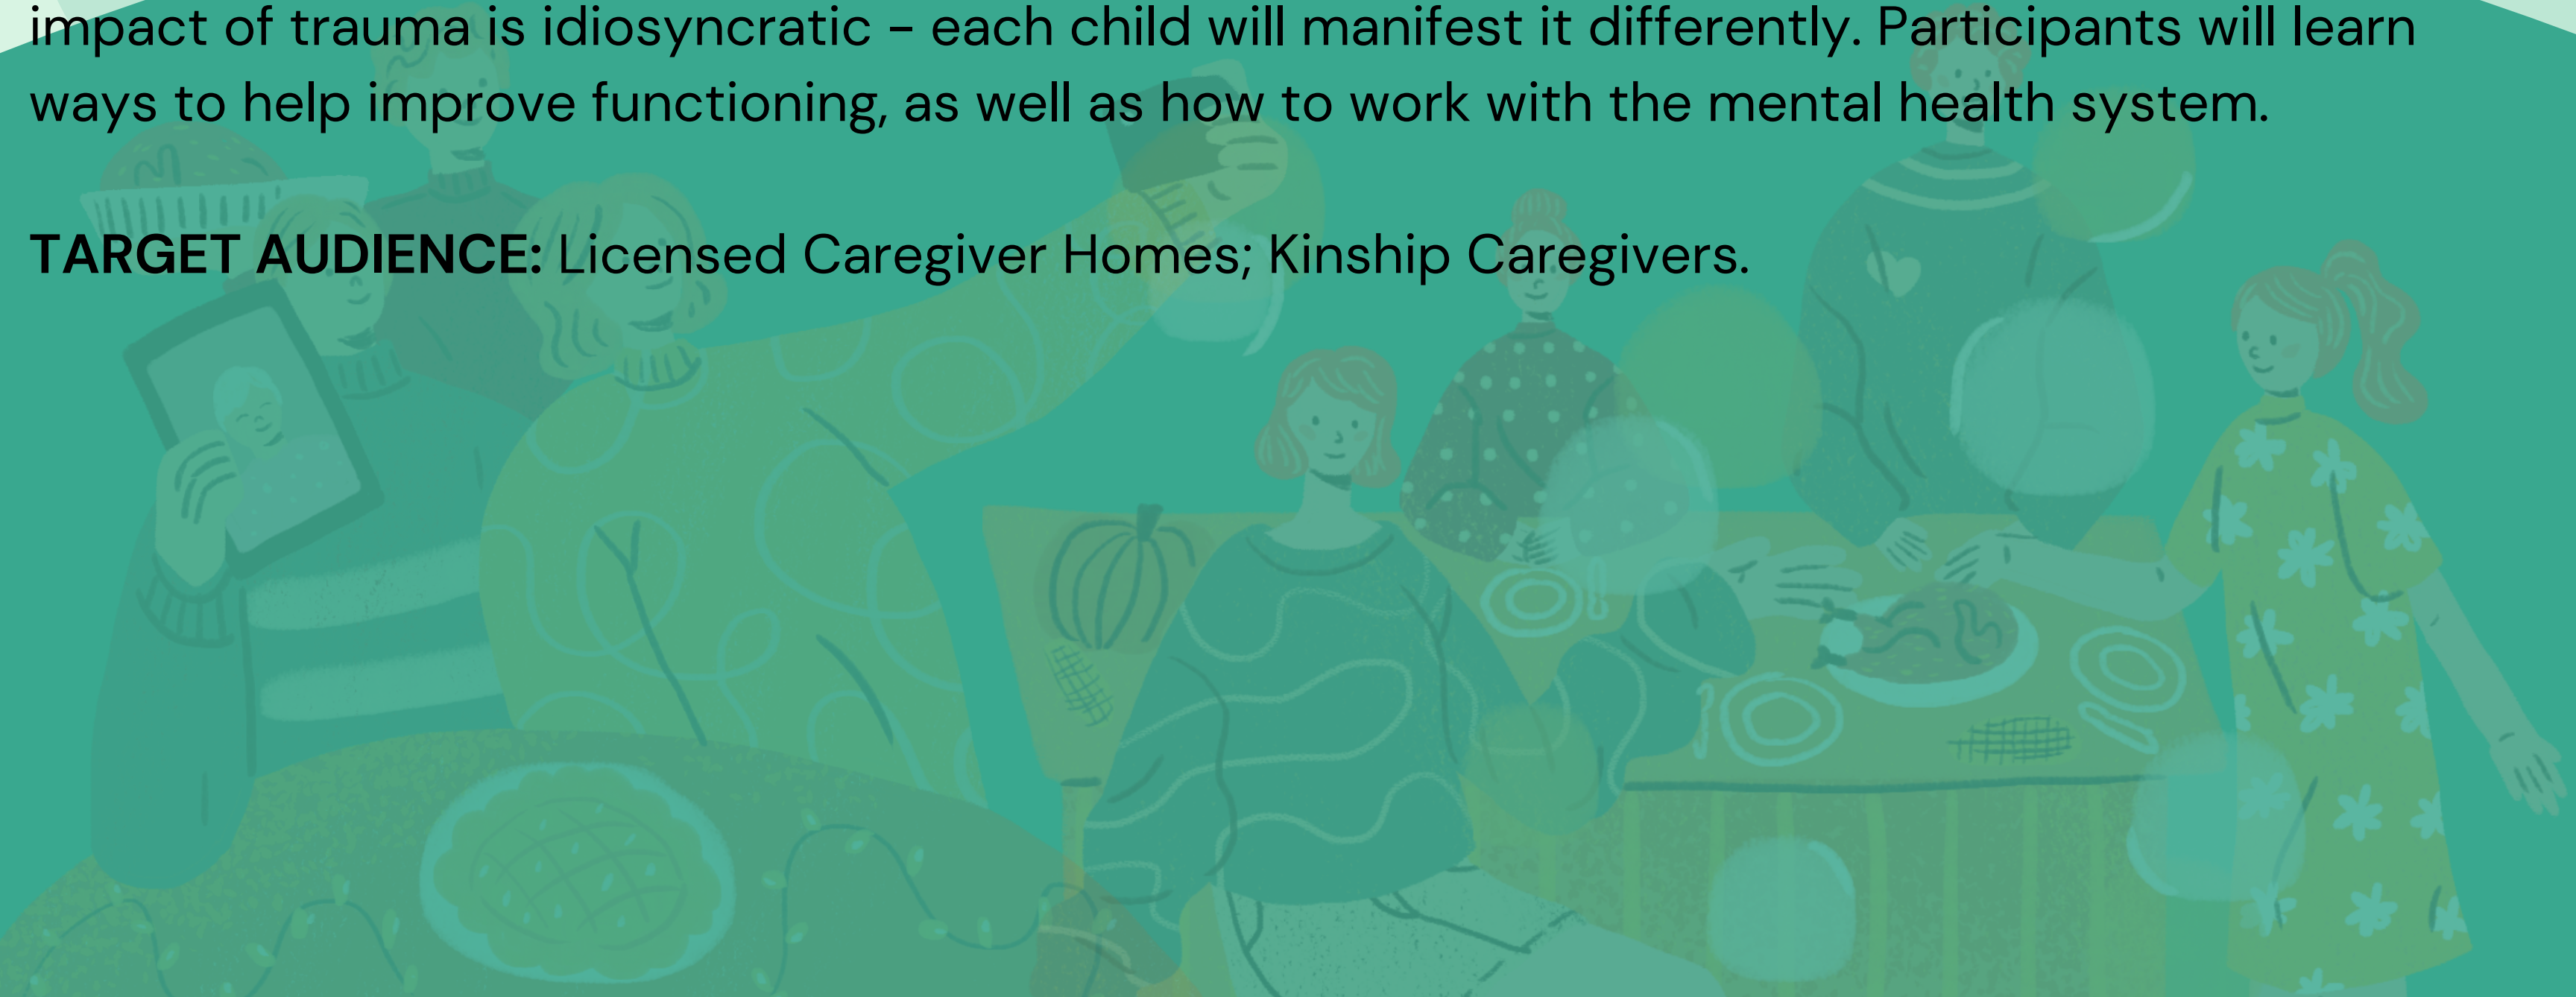 impact of trauma is idiosyncratic – each child will manifest it differently. Participants will learn
ways to help improve functioning, as well as how to work with the mental health system.
TARGET AUDIENCE: Licensed Caregiver Homes; Kinship Caregivers.